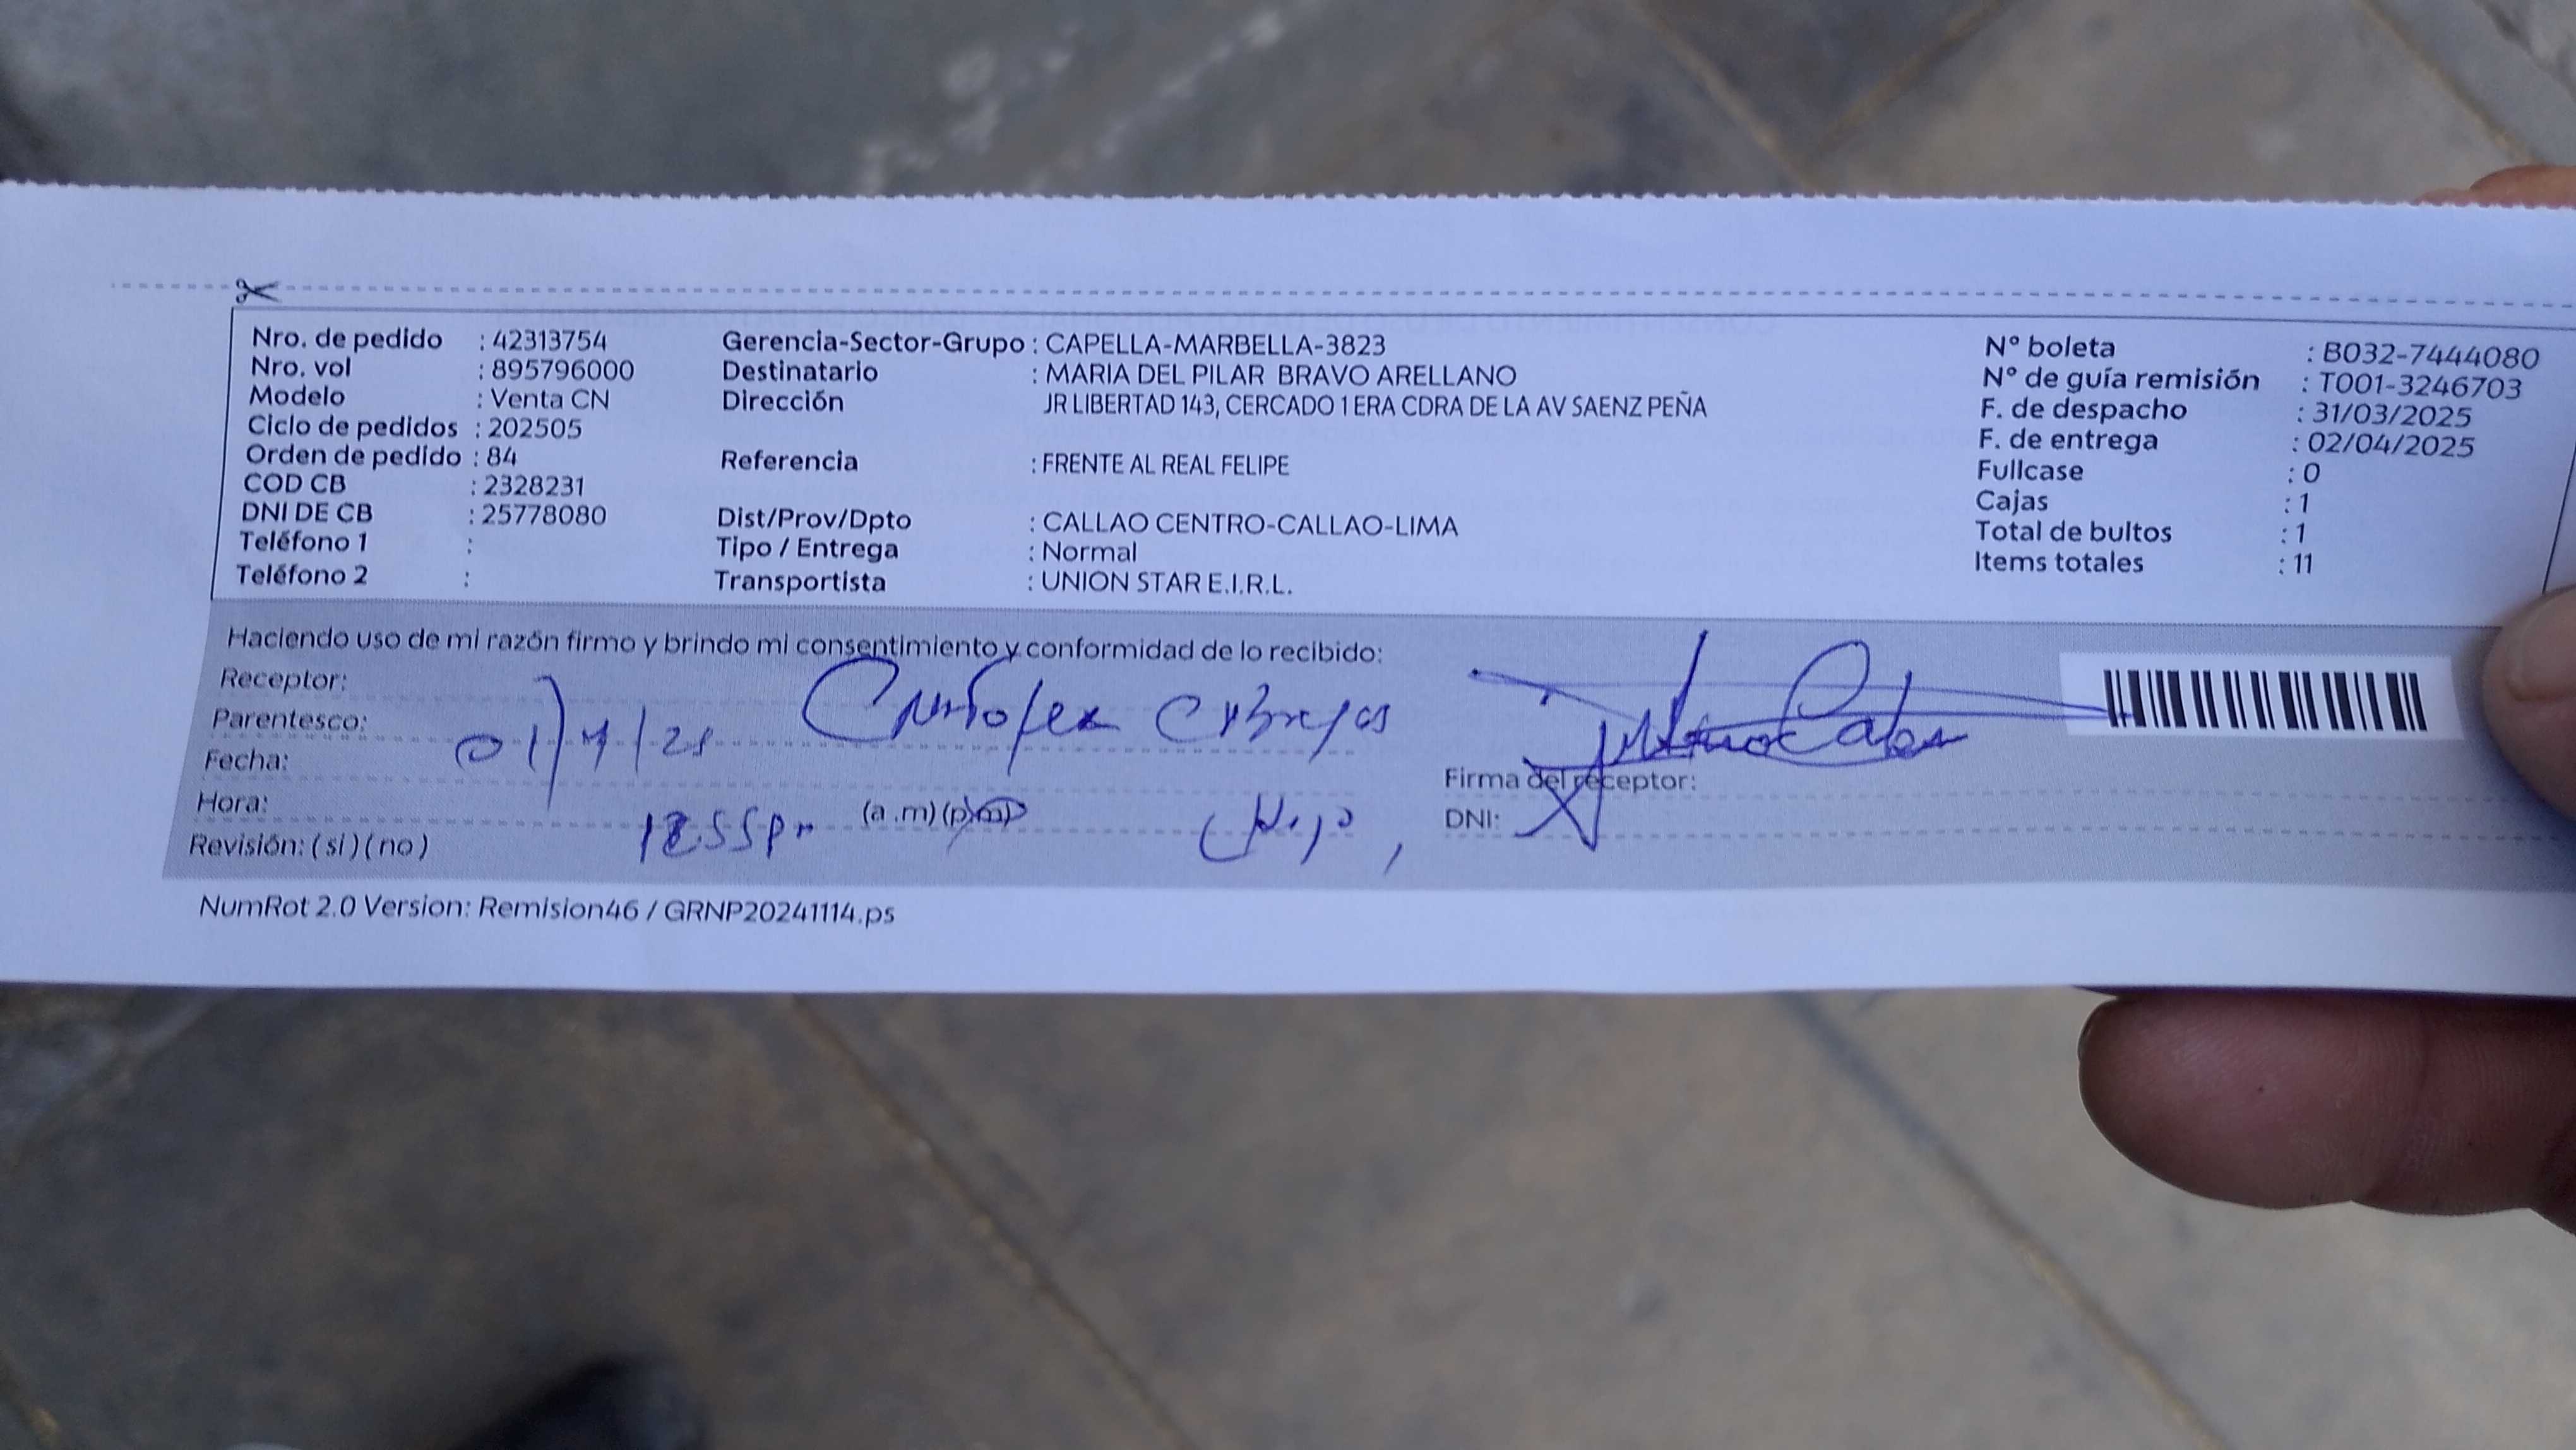 Nro. de pedido : 42313754
Nro. vol : 895796000
Modelo : Venta CN
Ciclo de pedidos : 202505
Orden de pedido : 84
COD CB : 2328231
DNI DE CB : 25778080
Teléfono 1 :
Teléfono 2 :
Gerencia-Sector-Grupo : CAPELLA-MARBELLA-3823
Destinatario : MARIA DEL PILAR BRAVO ARELLANO
Dirección JR LIBERTAD 143, CERCADO 1 ERA CDRA DE LA AV SAENZ PEÑA
Referencia : FRENTE AL REAL FELIPE
Dist/Prov/Dpto : CALLAO CENTRO-CALLAO-LIMA
Tipo / Entrega : Normal
Transportista : UNION STAR E.I.R.L.
N° boleta : B032-7444080
N° de guía remisión : T001-3246703
F. de despacho : 31/03/2025
F. de entrega : 02/04/2025
Fullcase : 0
Cajas : 1
Total de bultos : 1
Items totales : 11
Haciendo uso de mi razón firmo y brindo mi consentimiento y conformidad de lo recibido:
Receptor:
Parentesco:
Fecha:
Hora: (a .m) (p.m)
Revisión: ( si ) ( no )
Firma del receptor:
DNI:
NumRot 2.0 Version: Remision46 / GRNP20241114.ps